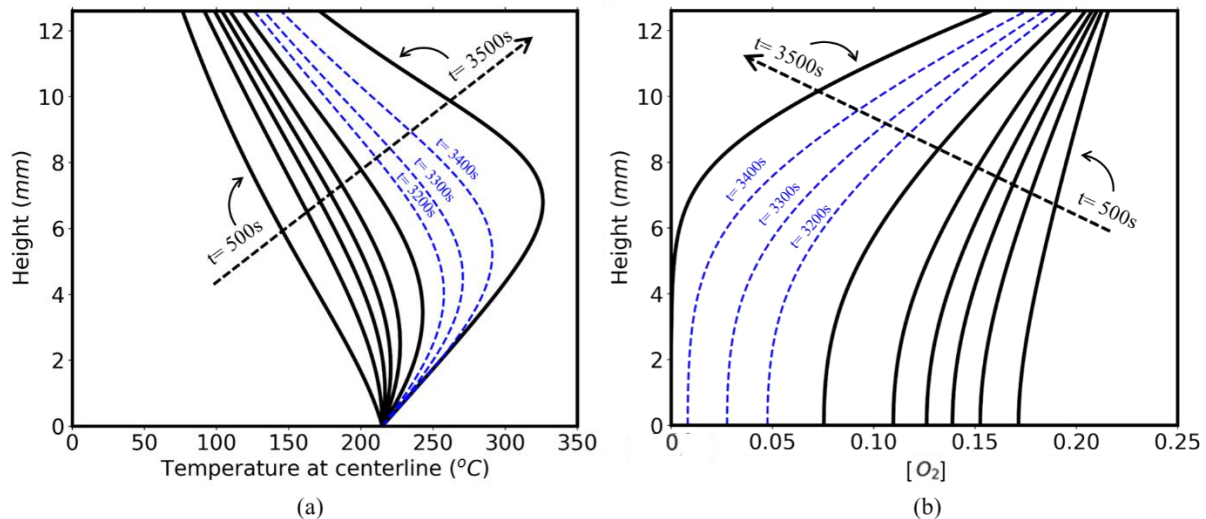 12
10
8
6
4
2
0
Height (mm)
t= 3500s
t= 3400s
t= 3300s
t= 3200s
t= 500s
0
50
100
150
200
250
300
350
Temperature at centerline (°C)
(a)
12
10
8
6
4
2
0
Height (mm)
t= 3500s
t= 3400s
t= 3300s
t= 3200s
t= 500s
0
0.05
0.10
0.15
0.20
0.25
[O₂]
(b)